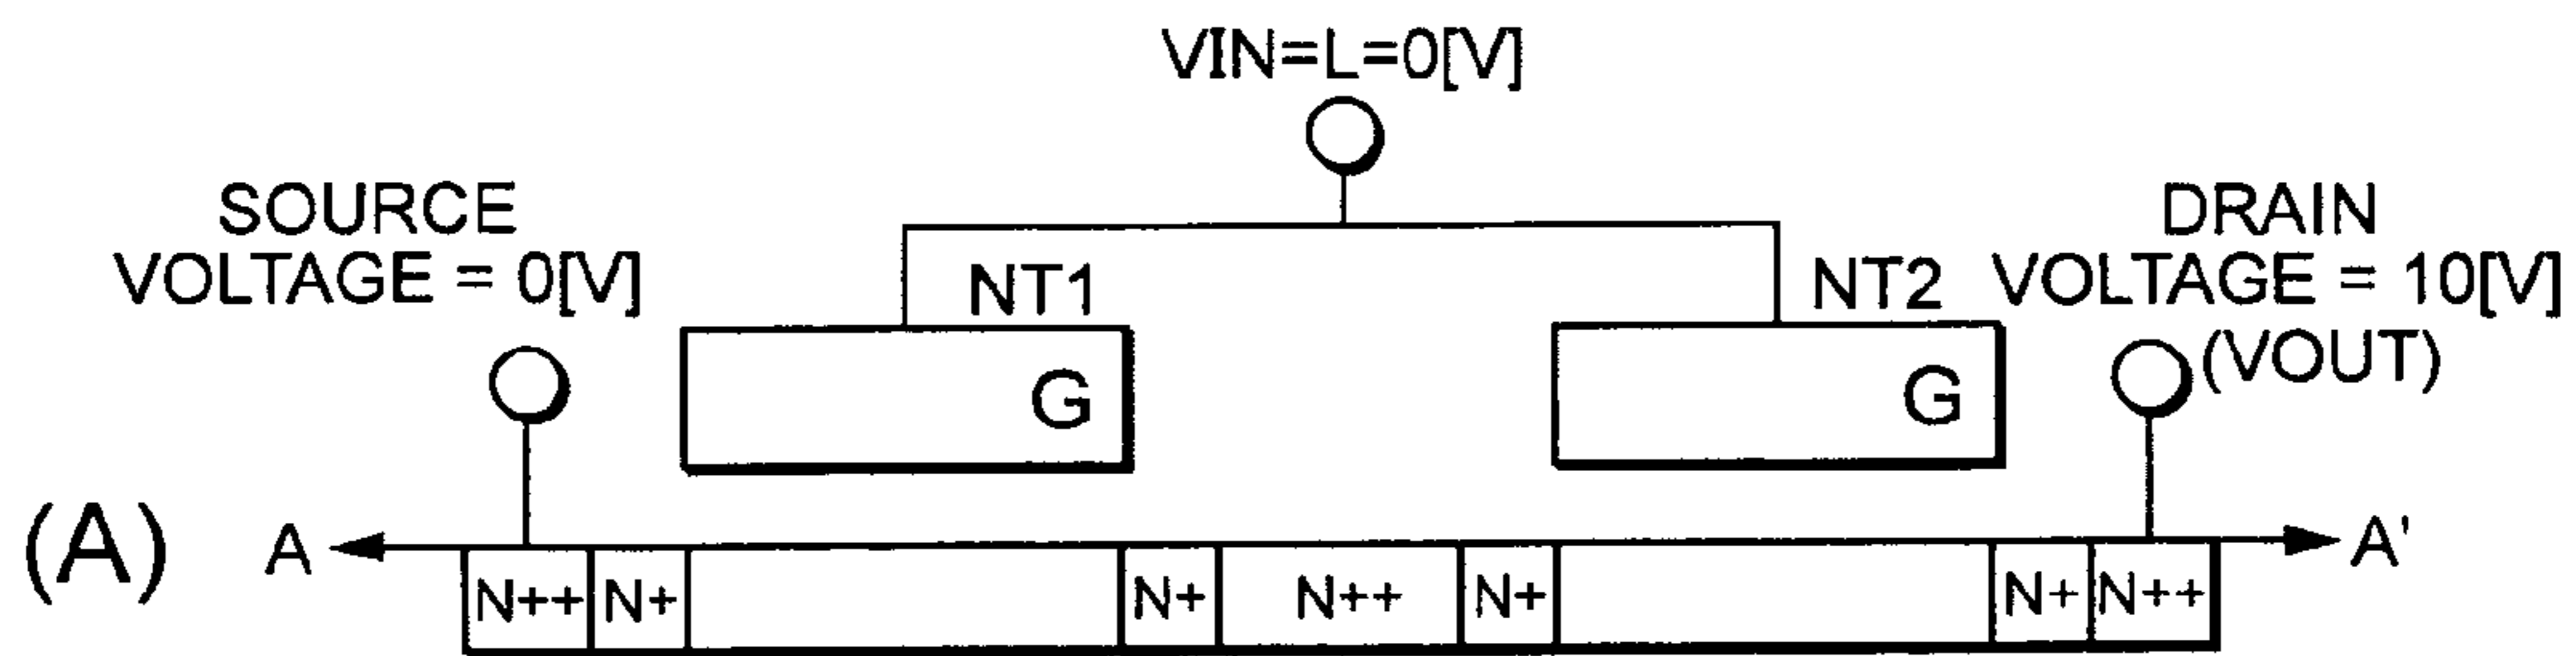 VIN=L=0[V]
SOURCE
VOLTAGE = 0[V]
DRAIN
VOLTAGE = 10[V]
(VOUT)
NT1
NT2
G
G
(A)
A
A'
N++
N+
N+
N++
N+
N+
N++